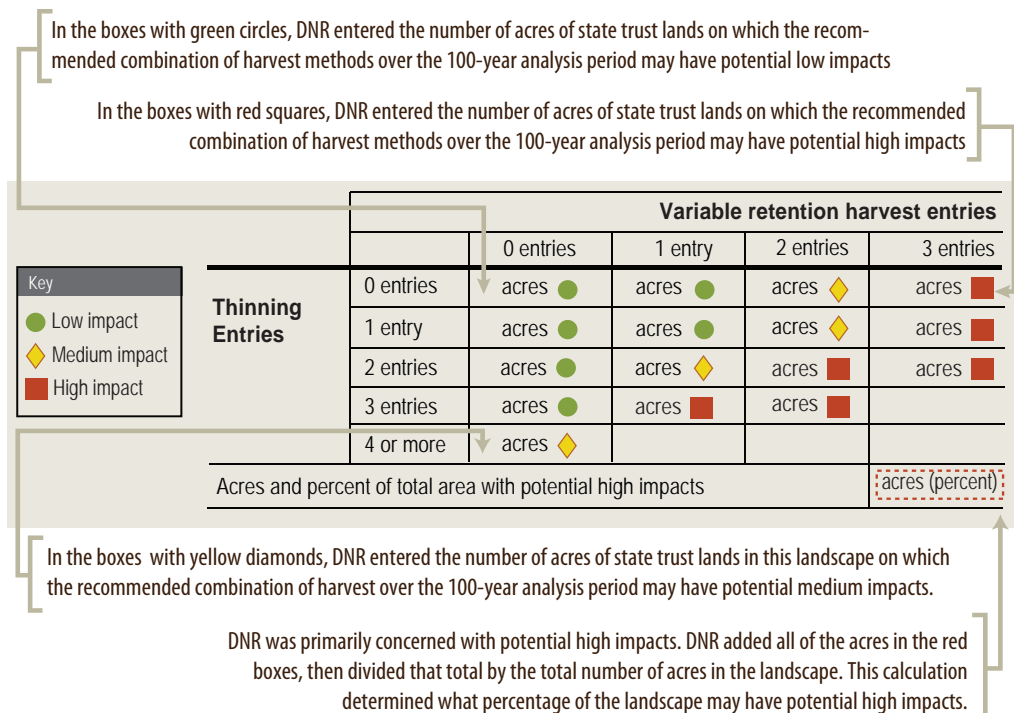 In the boxes with green circles, DNR entered the number of acres of state trust lands on which the recom-
mended combination of harvest methods over the 100-year analysis period may have potential low impacts
In the boxes with red squares, DNR entered the number of acres of state trust lands on which the recommended
combination of harvest methods over the 100-year analysis period may have potential high impacts
Variable retention harvest entries
0 entries 1 entry 2 entries 3 entries
Key
Low impact
Medium impact
High impact
Thinning
Entries
0 entries acres acres acres acres
1 entry acres acres acres acres
2 entries acres acres acres acres
3 entries acres acres acres
4 or more acres
Acres and percent of total area with potential high impacts acres (percent)
In the boxes with yellow diamonds, DNR entered the number of acres of state trust lands in this landscape on which
the recommended combination of harvest over the 100-year analysis period may have potential medium impacts.
DNR was primarily concerned with potential high impacts. DNR added all of the acres in the red
boxes, then divided that total by the total number of acres in the landscape. This calculation
determined what percentage of the landscape may have potential high impacts.